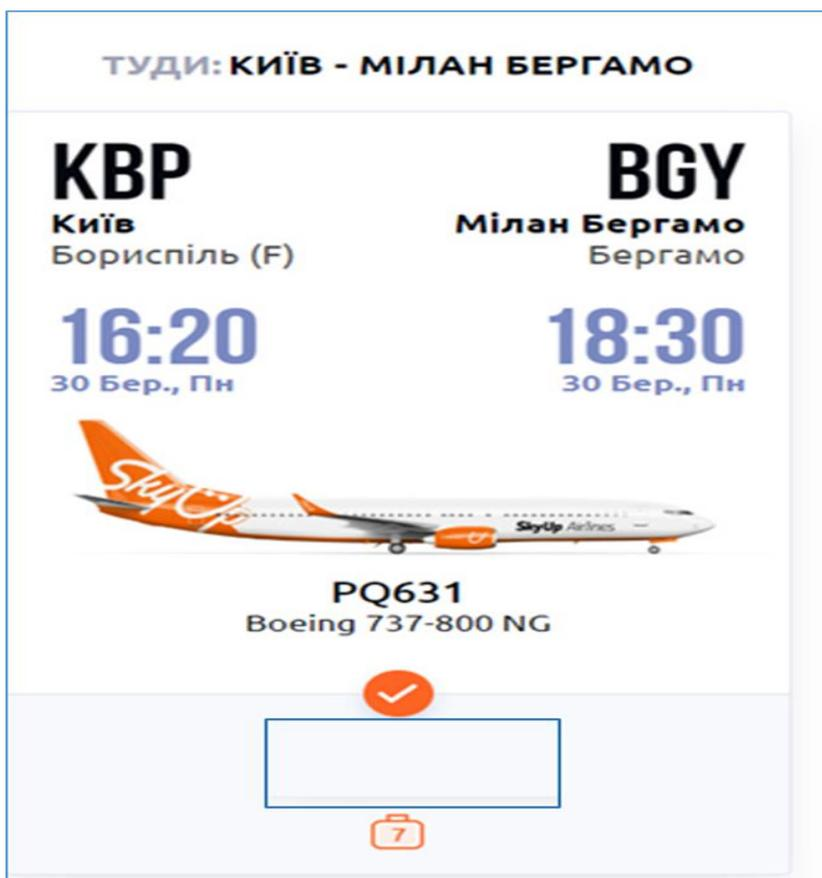 ТУДИ: КИЇВ - МІЛАН БЕРГАМО
KBP BGY
Київ Мілан Бергамо
Бориспіль (F) Бергамо
16:20 18:30
30 Бер., Пн 30 Бер., Пн
SkyUp
SkyUp Airlines
PQ631
Boeing 737-800 NG
7